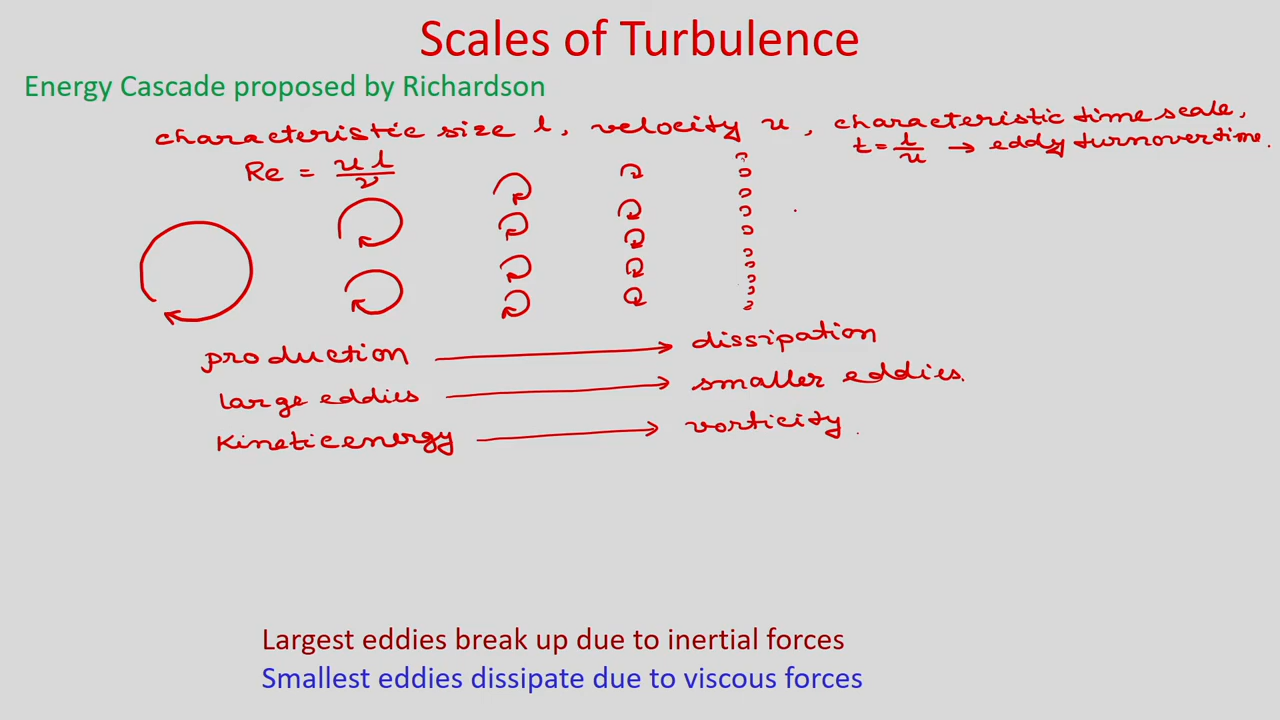 Scales of Turbulence
Energy Cascade proposed by Richardson
characteristic size l, velocity u, characteristic time scale,
t = l/u → eddy turnover time.
Re = ul/ν
production → dissipation
large eddies → smaller eddies.
Kinetic energy → vorticity.
Largest eddies break up due to inertial forces
Smallest eddies dissipate due to viscous forces